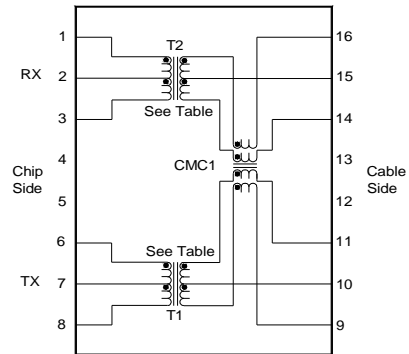 1
16
T2
RX
2
15
3
14
See Table
4
13
CMC1
Chip
Side
Cable
Side
5
12
See Table
6
11
TX
7
10
T1
8
9